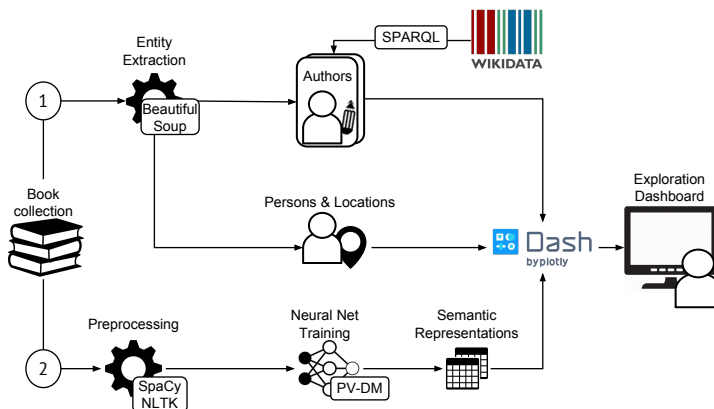 SPARQL
WIKIDATA
Entity
Extraction
Authors
1
Beautiful
Soup
Book
collection
Persons & Locations
Exploration
Dashboard
Dash
by plotly
Preprocessing
Neural Net
Training
Semantic
Representations
2
SpaCy
NLTK
PV-DM